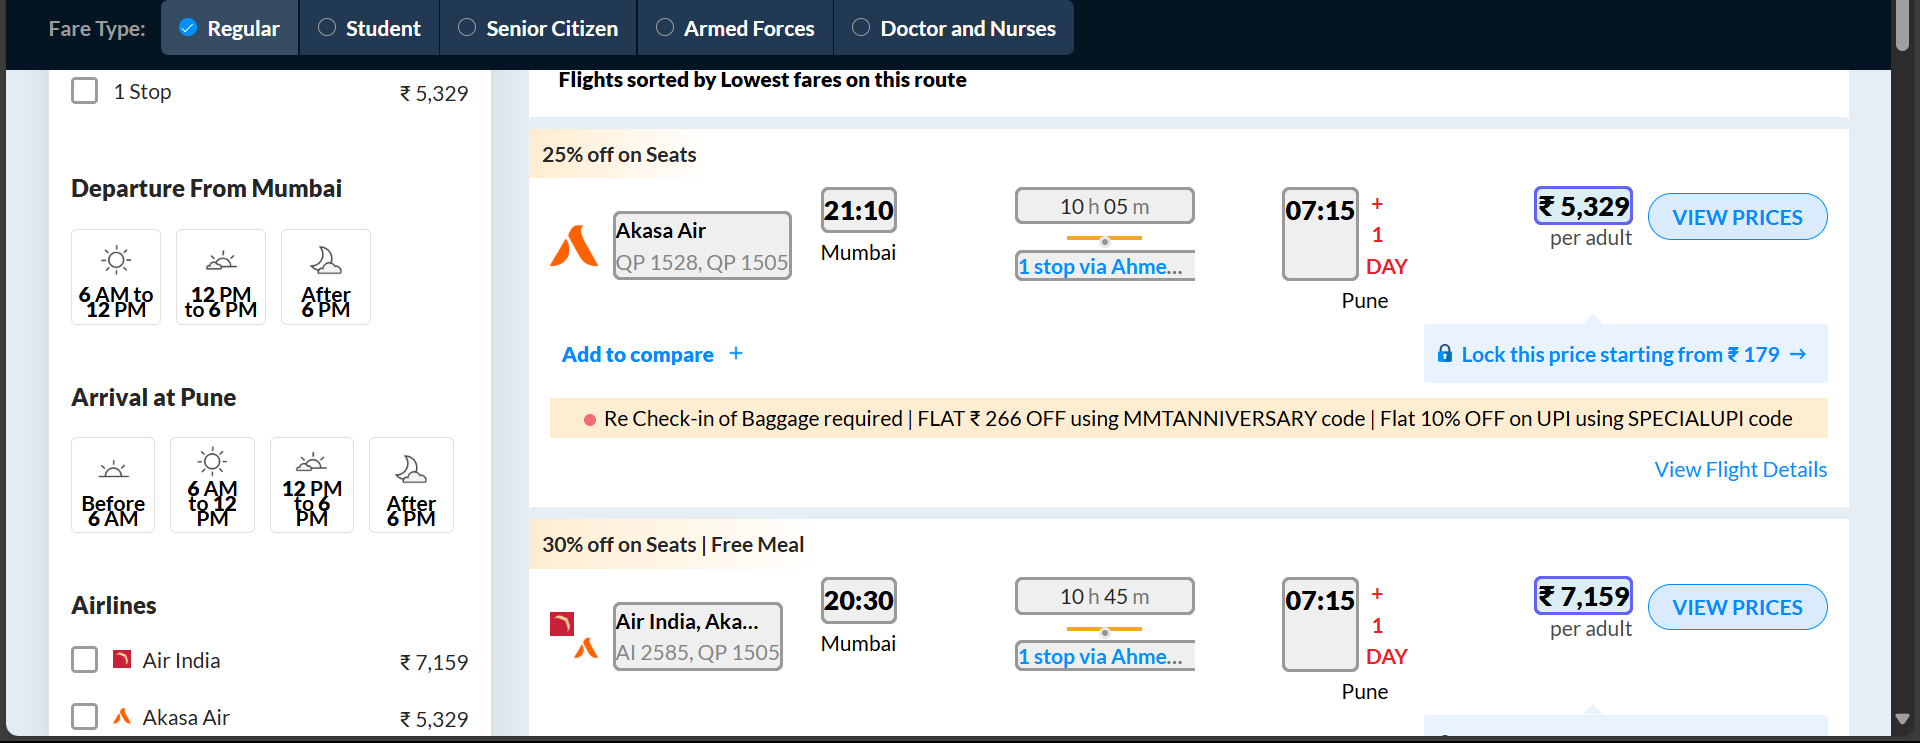 Fare Type:
Regular
Student
Senior Citizen
Armed Forces
Doctor and Nurses
1 Stop
₹ 5,329
Departure From Mumbai
6 AM to
12 PM
12 PM
to 6 PM
After
6 PM
Arrival at Pune
Before
6 AM
6 AM
to 12
PM
12 PM
to 6
PM
After
6 PM
Airlines
Air India
₹ 7,159
Akasa Air
₹ 5,329
Flights sorted by Lowest fares on this route
25% off on Seats
Akasa Air
QP 1528, QP 1505
21:10
Mumbai
10 h 05 m
1 stop via Ahme...
07:15
+
1
DAY
Pune
₹ 5,329
per adult
VIEW PRICES
Add to compare +
Lock this price starting from ₹ 179 →
Re Check-in of Baggage required | FLAT ₹ 266 OFF using MMTANNIVERSARY code | Flat 10% OFF on UPI using SPECIALUPI code
View Flight Details
30% off on Seats | Free Meal
Air India, Aka...
AI 2585, QP 1505
20:30
Mumbai
10 h 45 m
1 stop via Ahme...
07:15
+
1
DAY
Pune
₹ 7,159
per adult
VIEW PRICES